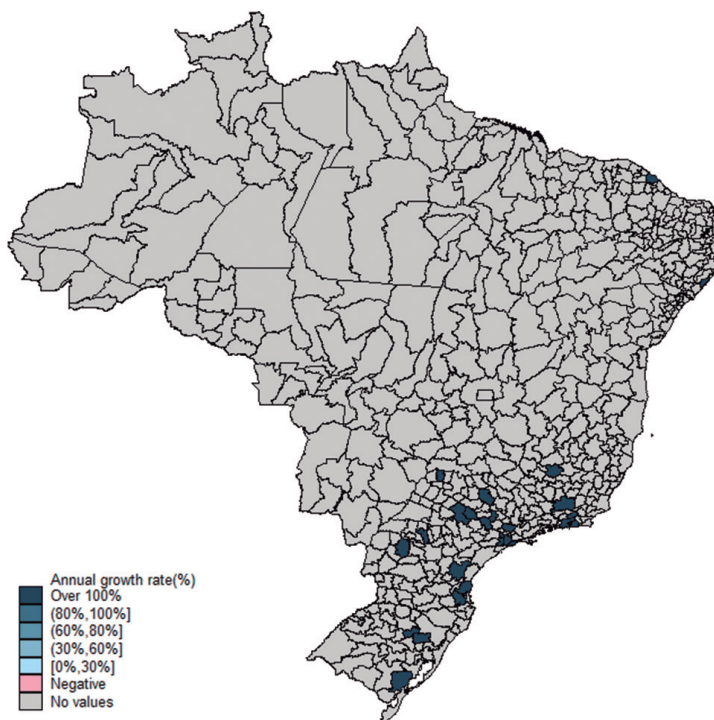 Annual growth rate(%)
Over 100%
(80%,100%]
(60%,80%]
(30%,60%]
[0%,30%]
Negative
No values